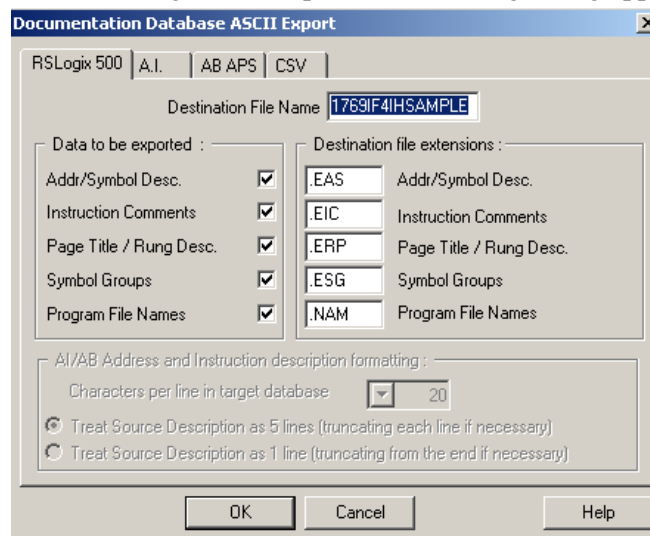 Documentation Database ASCII Export
RSLogix 500 A.I. AB APS CSV
Destination File Name 1769IF4IHSAMPLE
Data to be exported : Destination file extensions :
Addr/Symbol Desc. .EAS Addr/Symbol Desc.
Instruction Comments .EIC Instruction Comments
Page Title / Rung Desc. .ERP Page Title / Rung Desc.
Symbol Groups .ESG Symbol Groups
Program File Names .NAM Program File Names
AI/AB Address and Instruction description formatting :
Characters per line in target database 20
Treat Source Description as 5 lines (truncating each line if necessary)
Treat Source Description as 1 line (truncating from the end if necessary)
OK Cancel Help